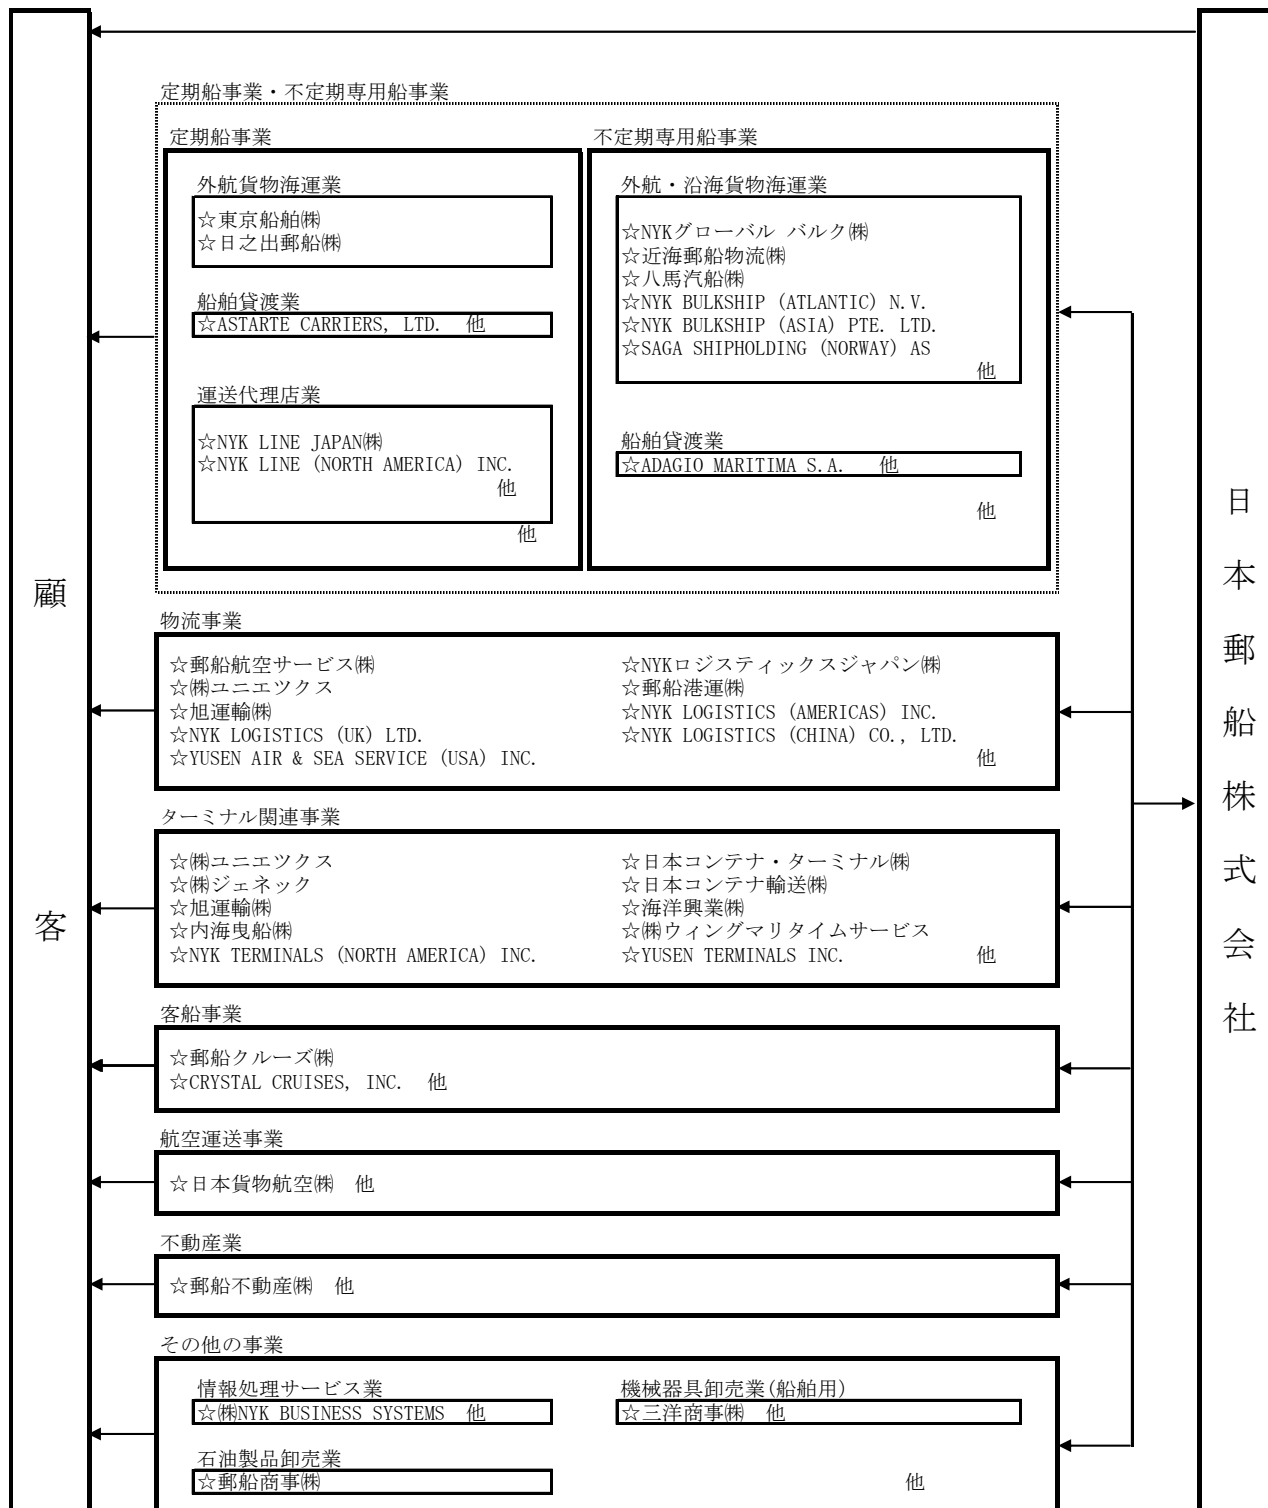 定期船事業・不定期専用船事業
定期船事業
外航貨物海運業
☆東京船舶㈱
☆日之出郵船㈱
船舶貸渡業
☆ASTARTE CARRIERS, LTD. 他
運送代理店業
☆NYK LINE JAPAN㈱
☆NYK LINE (NORTH AMERICA) INC.
他
他
不定期専用船事業
外航・沿海貨物海運業
☆NYKグローバル バルク㈱
☆近海郵船物流㈱
☆八馬汽船㈱
☆NYK BULKSHIP (ATLANTIC) N.V.
☆NYK BULKSHIP (ASIA) PTE. LTD.
☆SAGA SHIPHOLDING (NORWAY) AS
他
船舶貸渡業
☆ADAGIO MARITIMA S.A. 他
他
物流事業
☆郵船航空サービス㈱ ☆NYKロジスティックスジャパン㈱
☆㈱ユニエツクス ☆郵船港運㈱
☆旭運輸㈱ ☆NYK LOGISTICS (AMERICAS) INC.
☆NYK LOGISTICS (UK) LTD. ☆NYK LOGISTICS (CHINA) CO., LTD.
☆YUSEN AIR & SEA SERVICE (USA) INC. 他
ターミナル関連事業
☆㈱ユニエツクス ☆日本コンテナ・ターミナル㈱
☆㈱ジェネック ☆日本コンテナ輸送㈱
☆旭運輸㈱ ☆海洋興業㈱
☆内海曳船㈱ ☆㈱ウィングマリタイムサービス
☆NYK TERMINALS (NORTH AMERICA) INC. ☆YUSEN TERMINALS INC. 他
客船事業
☆郵船クルーズ㈱
☆CRYSTAL CRUISES, INC. 他
航空運送事業
☆日本貨物航空㈱ 他
不動産業
☆郵船不動産㈱ 他
その他の事業
情報処理サービス業 機械器具卸売業(船舶用)
☆㈱NYK BUSINESS SYSTEMS 他 ☆三洋商事㈱ 他
石油製品卸売業
☆郵船商事㈱ 他
顧客
日本郵船株式会社